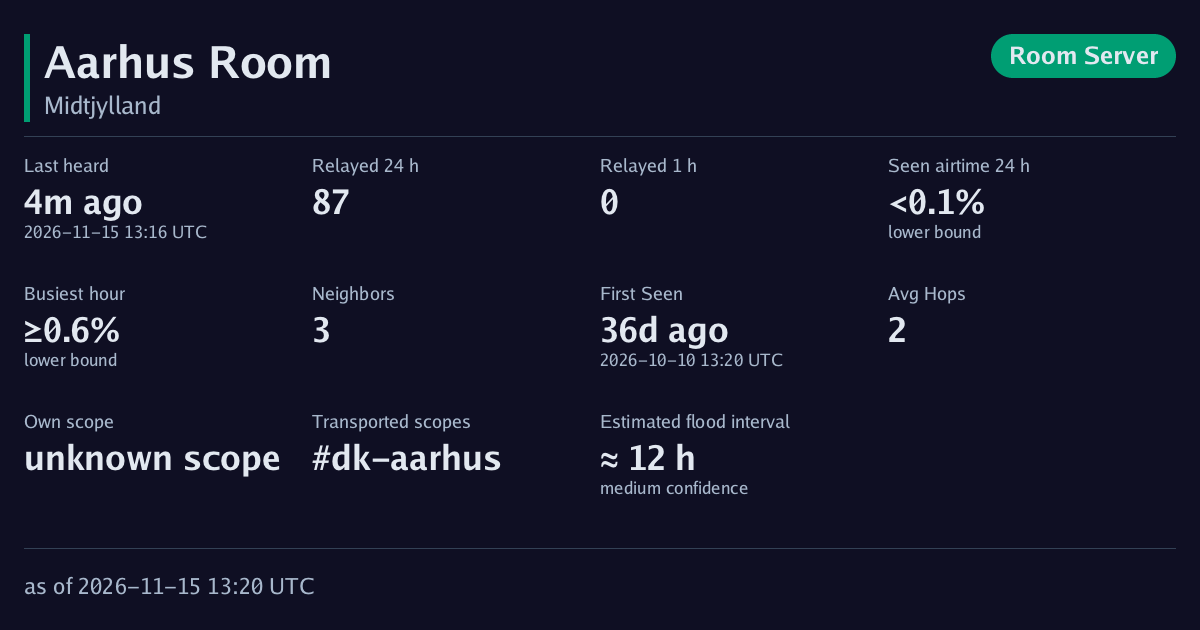 Aarhus Room
Room Server
Midtjylland
Last heard
4m ago
2026-11-15 13:16 UTC
Relayed 24 h
87
Relayed 1 h
0
Seen airtime 24 h
<0.1%
lower bound
Busiest hour
≥0.6%
lower bound
Neighbors
3
First Seen
36d ago
2026-10-10 13:20 UTC
Avg Hops
2
Own scope
unknown scope
Transported scopes
#dk-aarhus
Estimated flood interval
≈ 12 h
medium confidence
as of 2026-11-15 13:20 UTC